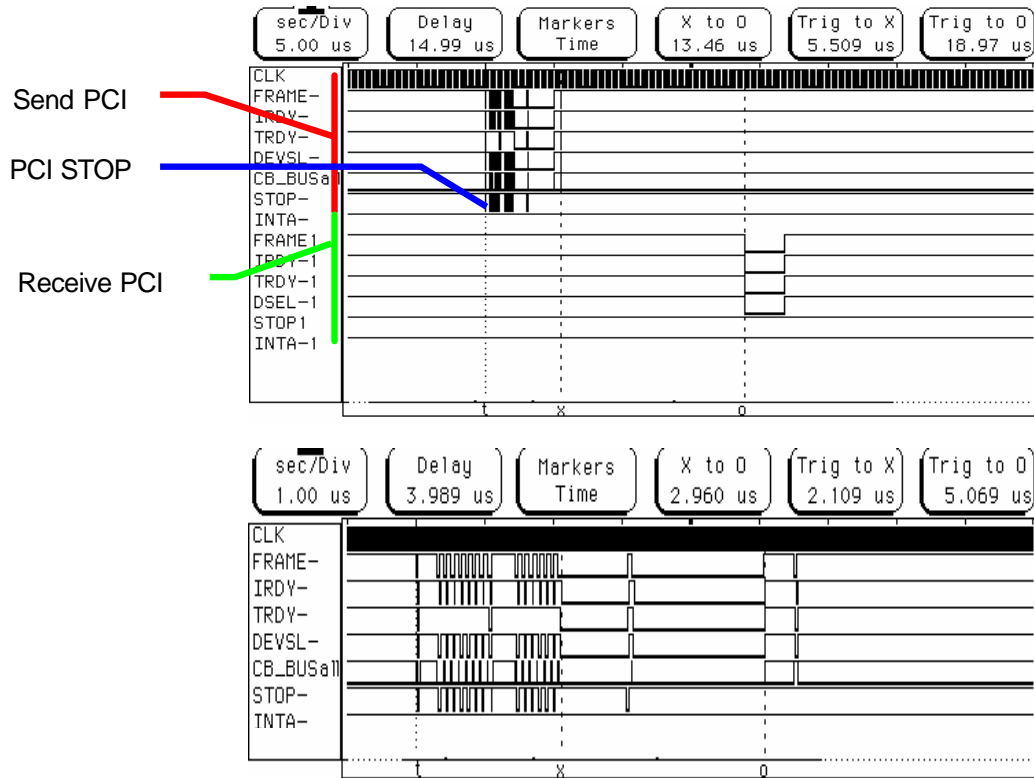 sec/Div Delay Markers X to O Trig to X Trig to O
5.00 us 14.99 us Time 13.46 us 5.509 us 18.97 us
CLK
FRAME-
IRDY-
TRDY-
DEVSL-
CB_BUSall
STOP-
INTA-
FRAME1
IRDY-1
TRDY-1
DSEL-1
STOP1
INTA-1
Send PCI
PCI STOP
Receive PCI
t X O
sec/Div Delay Markers X to O Trig to X Trig to O
1.00 us 3.989 us Time 2.960 us 2.109 us 5.069 us
CLK
FRAME-
IRDY-
TRDY-
DEVSL-
CB_BUSall
STOP-
INTA-
t X O